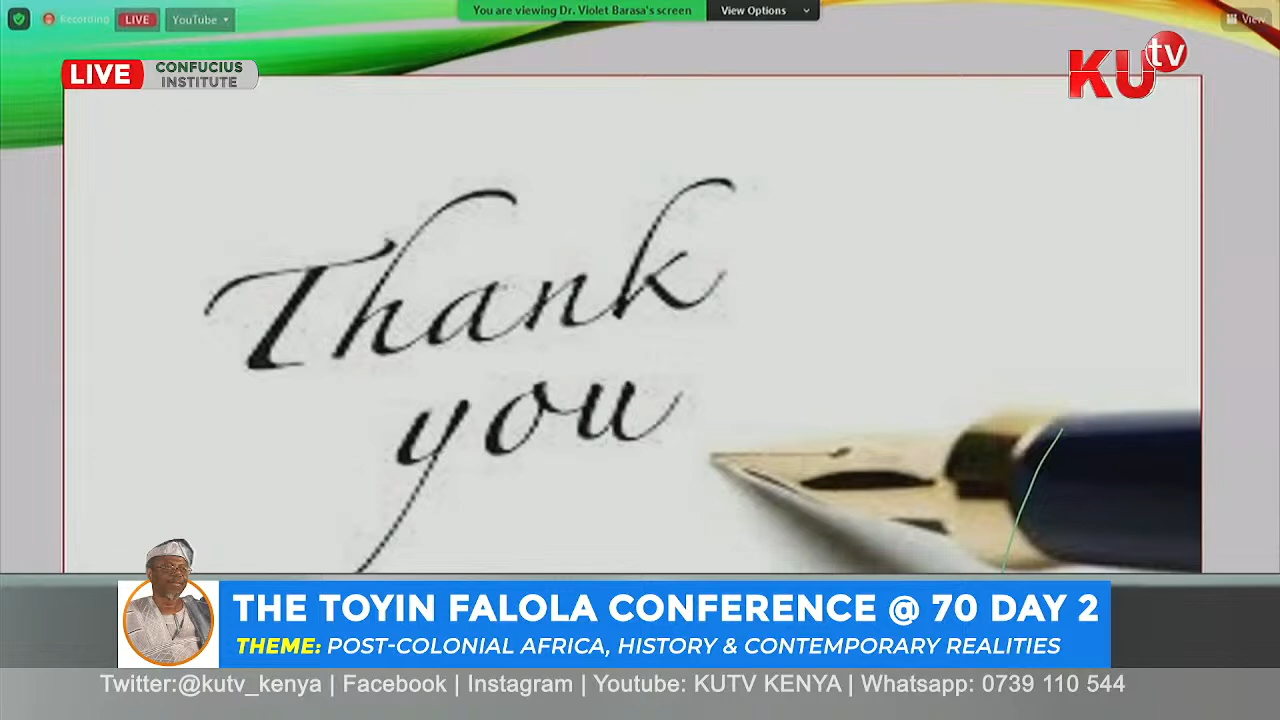 Recording LIVE YouTube
You are viewing Dr. Violet Barasa's screen View Options
View
LIVE CONFUCIUS
INSTITUTE
KU tv
Thank
you
THE TOYIN FALOLA CONFERENCE @ 70 DAY 2
THEME: POST-COLONIAL AFRICA, HISTORY & CONTEMPORARY REALITIES
Twitter:@kutv_kenya | Facebook | Instagram | Youtube: KUTV KENYA | Whatsapp: 0739 110 544